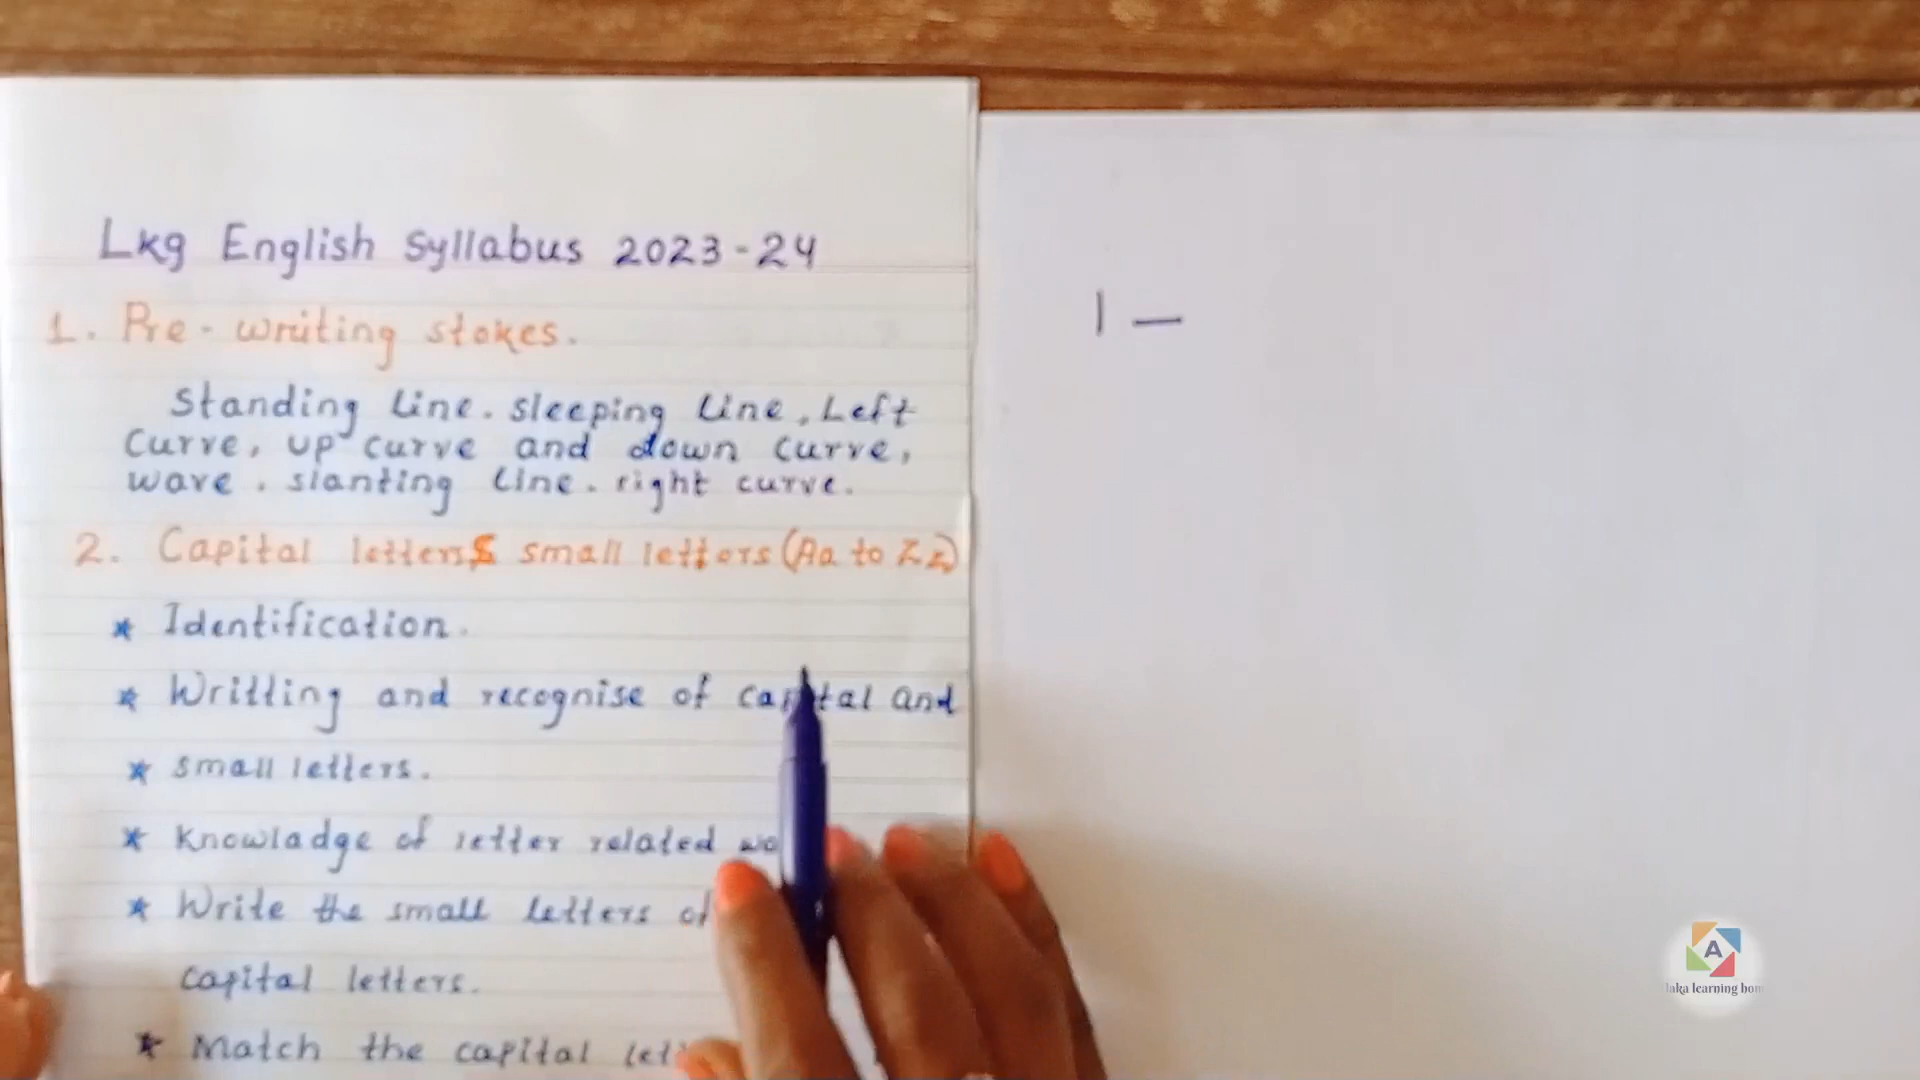 Lkg English Syllabus 2023-24
1. Pre-writing stokes.
Standing Line. sleeping Line, Left
Curve, up curve and down curve,
wave. slanting Line. right curve.
2. Capital letters small letters (Aa to Zz)
* Identification.
* Writting and recognise of capital and
* small letters.
* Knowladge of letter related
* Write the small letters of
capital letters.
* Match the capital
| —
A
learning